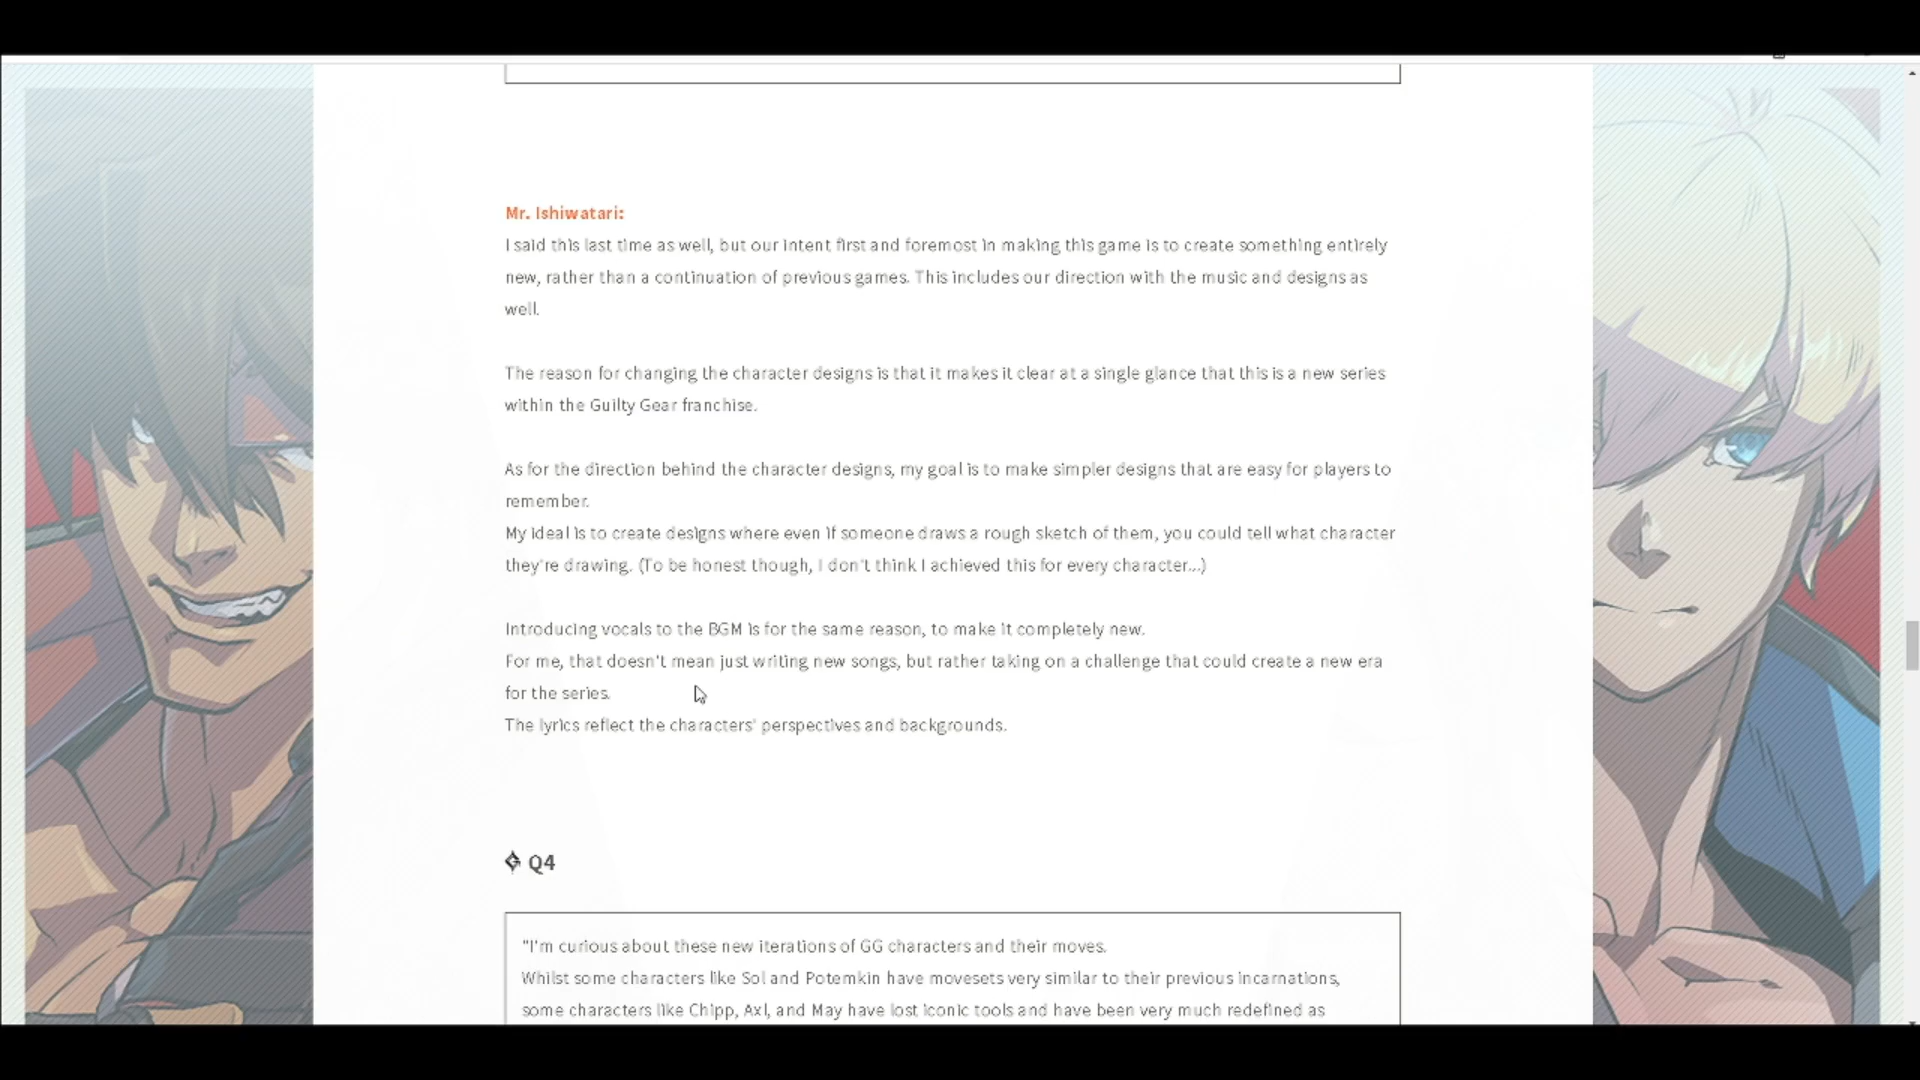 Mr. Ishiwatari:
I said this last time as well, but our intent first and foremost in making this game is to create something entirely
new, rather than a continuation of previous games. This includes our direction with the music and designs as
well.
The reason for changing the character designs is that it makes it clear at a single glance that this is a new series
within the Guilty Gear franchise.
As for the direction behind the character designs, my goal is to make simpler designs that are easy for players to
remember.
My ideal is to create designs where even if someone draws a rough sketch of them, you could tell what character
they're drawing. (To be honest though, I don't think I achieved this for every character...)
Introducing vocals to the BGM is for the same reason, to make it completely new.
For me, that doesn't mean just writing new songs, but rather taking on a challenge that could create a new era
for the series.
The lyrics reflect the characters' perspectives and backgrounds.
Q4
"I'm curious about these new iterations of GG characters and their moves.
Whilst some characters like Sol and Potemkin have movesets very similar to their previous incarnations,
some characters like Chipp, Axl, and May have lost iconic tools and have been very much redefined as